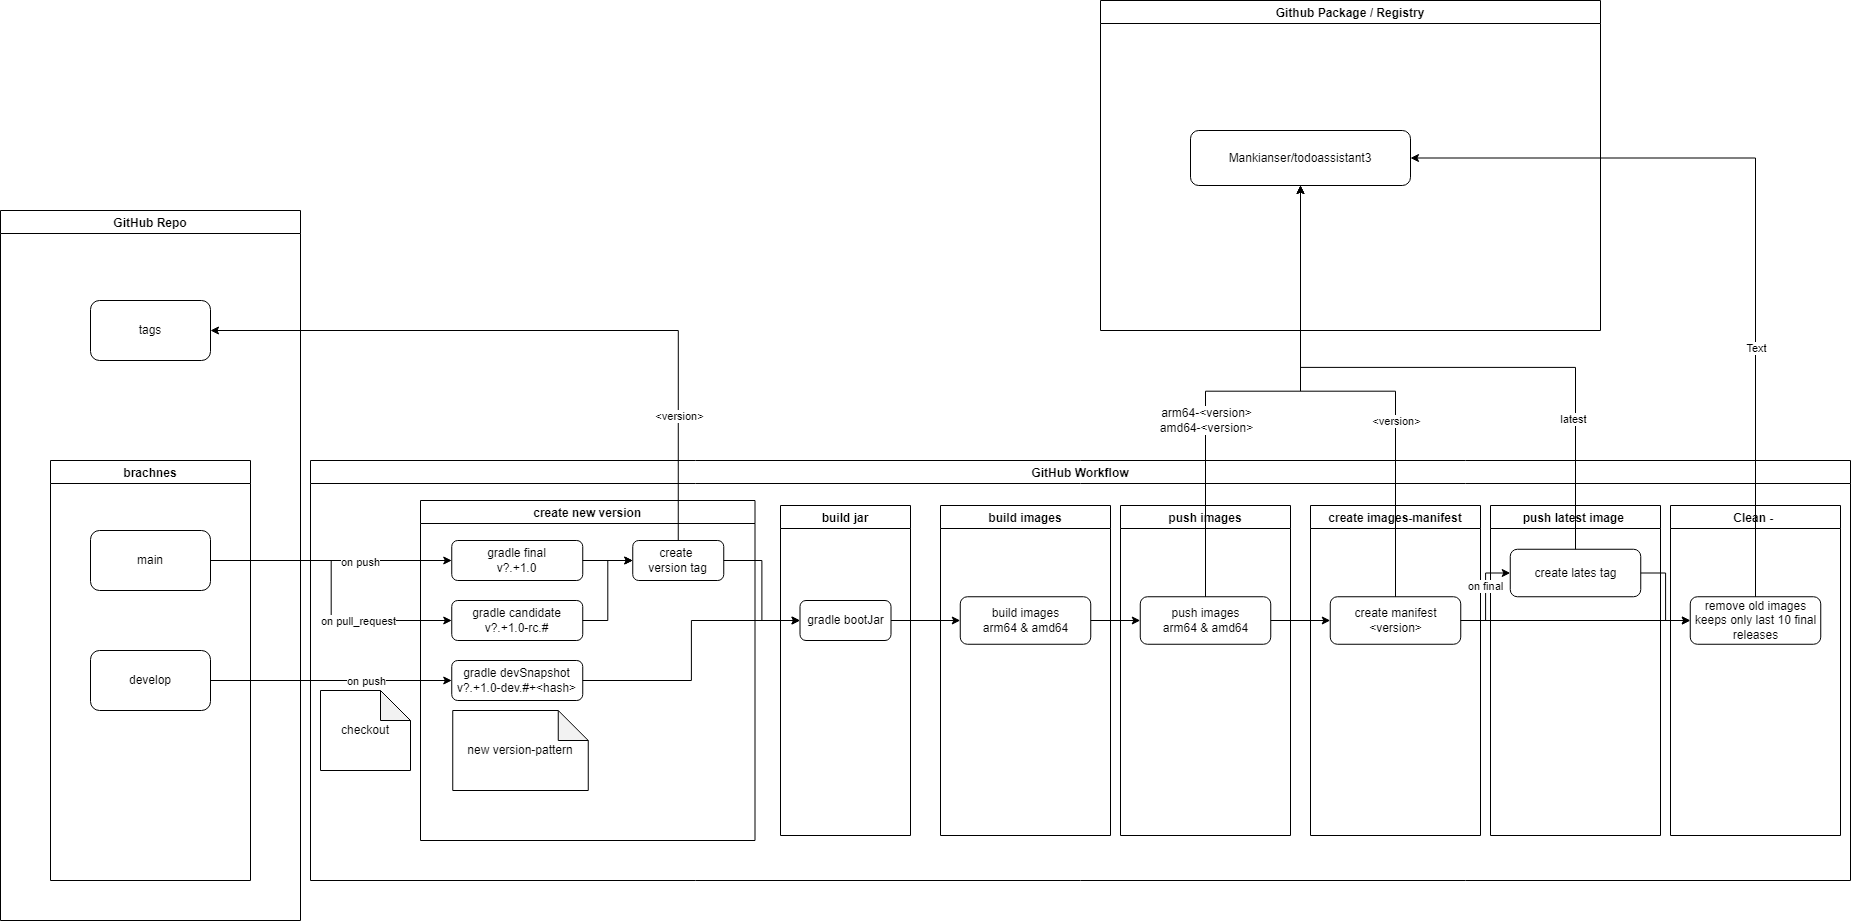 Github Package / Registry
Mankianser/todoassistant3
GitHub Repo
tags
Text
<version>
arm64-<version>
amd64-<version>
<version>
latest
brachnes
main
develop
GitHub Workflow
on push
on pull_request
on push
checkout
create new version
gradle final
v?.+1.0
create
version tag
gradle candidate
v?.+1.0-rc.#
gradle devSnapshot
v?.+1.0-dev.#+<hash>
new version-pattern
build jar
gradle bootJar
build images
build images
arm64 & amd64
push images
push images
arm64 & amd64
create images-manifest
create manifest
<version>
on final
push latest image
create lates tag
Clean -
remove old images
keeps only last 10 final
releases